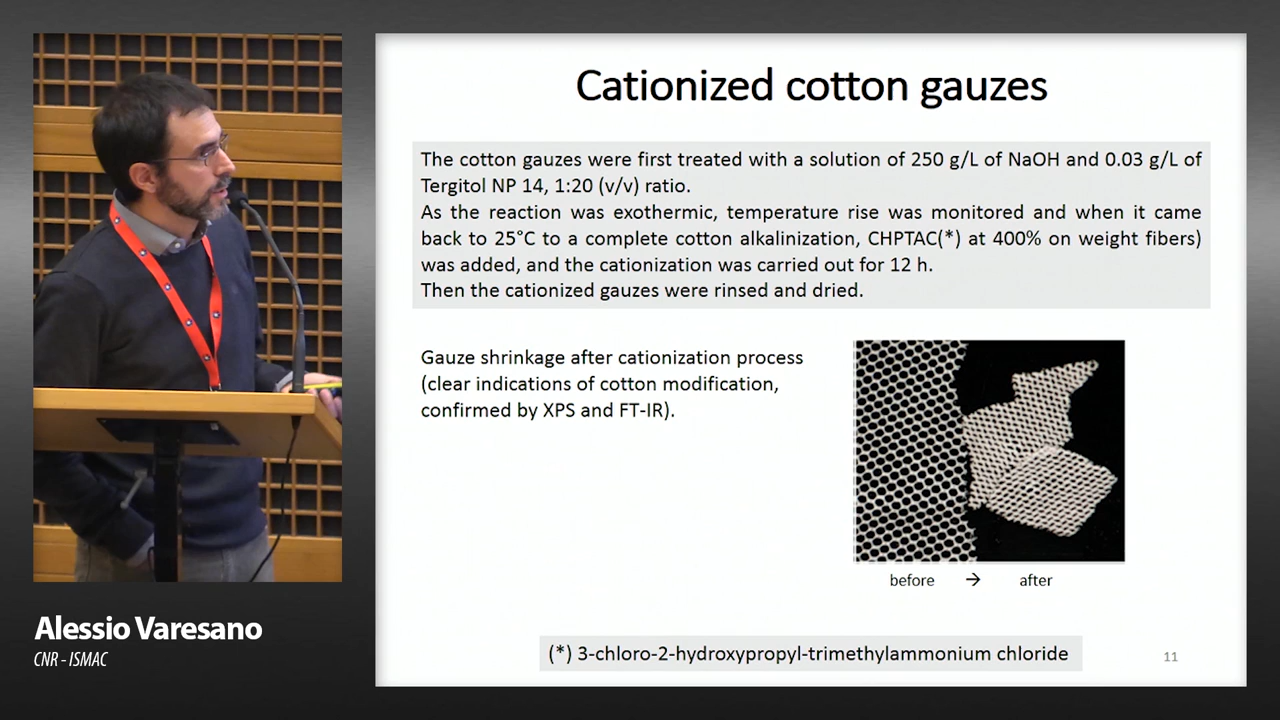 Cationized cotton gauzes
The cotton gauzes were first treated with a solution of 250 g/L of NaOH and 0.03 g/L of
Tergitol NP 14, 1:20 (v/v) ratio.
As the reaction was exothermic, temperature rise was monitored and when it came
back to 25°C to a complete cotton alkalinization, CHPTAC(*) at 400% on weight fibers)
was added, and the cationization was carried out for 12 h.
Then the cationized gauzes were rinsed and dried.
Gauze shrinkage after cationization process
(clear indications of cotton modification,
confirmed by XPS and FT-IR).
before → after
(*) 3-chloro-2-hydroxypropyl-trimethylammonium chloride
11
Alessio Varesano
CNR - ISMAC